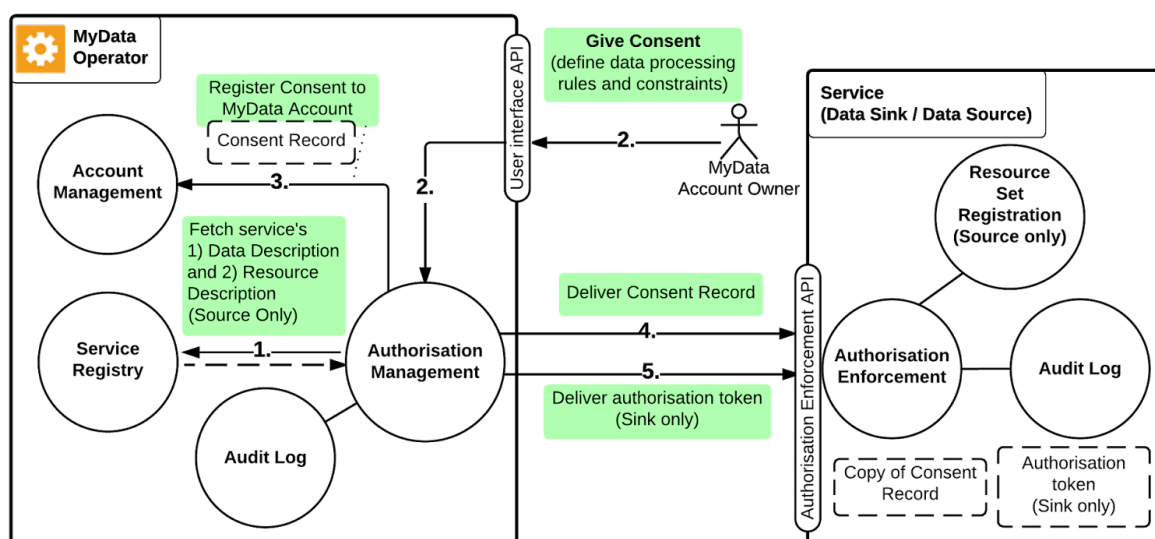 MyData
Operator
Register Consent to
MyData Account
Consent Record
Account
Management
3.
2.
Fetch service's
1) Data Description
and 2) Resource
Description
(Source Only)
Service
Registry
1.
Authorisation
Management
Audit Log
User interface API
Give Consent
(define data processing
rules and constraints)
2.
MyData
Account Owner
Deliver Consent Record
4.
5.
Deliver authorisation token
(Sink only)
Authorisation Enforcement API
Service
(Data Sink / Data Source)
Resource
Set
Registration
(Source only)
Authorisation
Enforcement
Audit Log
Copy of Consent
Record
Authorisation
token
(Sink only)